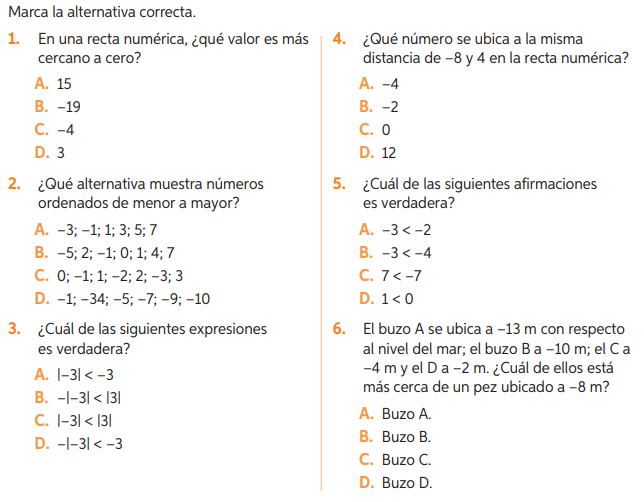 Marca la alternativa correcta.
1. En una recta numérica, ¿qué valor es más
cercano a cero?
A. 15
B. –19
C. –4
D. 3
2. ¿Qué alternativa muestra números
ordenados de menor a mayor?
A. –3; –1; 1; 3; 5; 7
B. –5; 2; –1; 0; 1; 4; 7
C. 0; –1; 1; –2; 2; –3; 3
D. –1; –34; –5; –7; –9; –10
3. ¿Cuál de las siguientes expresiones
es verdadera?
A. |–3| < –3
B. –|–3| < |3|
C. |–3| < |3|
D. –|–3| < –3
4. ¿Qué número se ubica a la misma
distancia de –8 y 4 en la recta numérica?
A. –4
B. –2
C. 0
D. 12
5. ¿Cuál de las siguientes afirmaciones
es verdadera?
A. –3 < –2
B. –3 < –4
C. 7 < –7
D. 1 < 0
6. El buzo A se ubica a –13 m con respecto
al nivel del mar; el buzo B a –10 m; el C a
–4 m y el D a –2 m. ¿Cuál de ellos está
más cerca de un pez ubicado a –8 m?
A. Buzo A.
B. Buzo B.
C. Buzo C.
D. Buzo D.